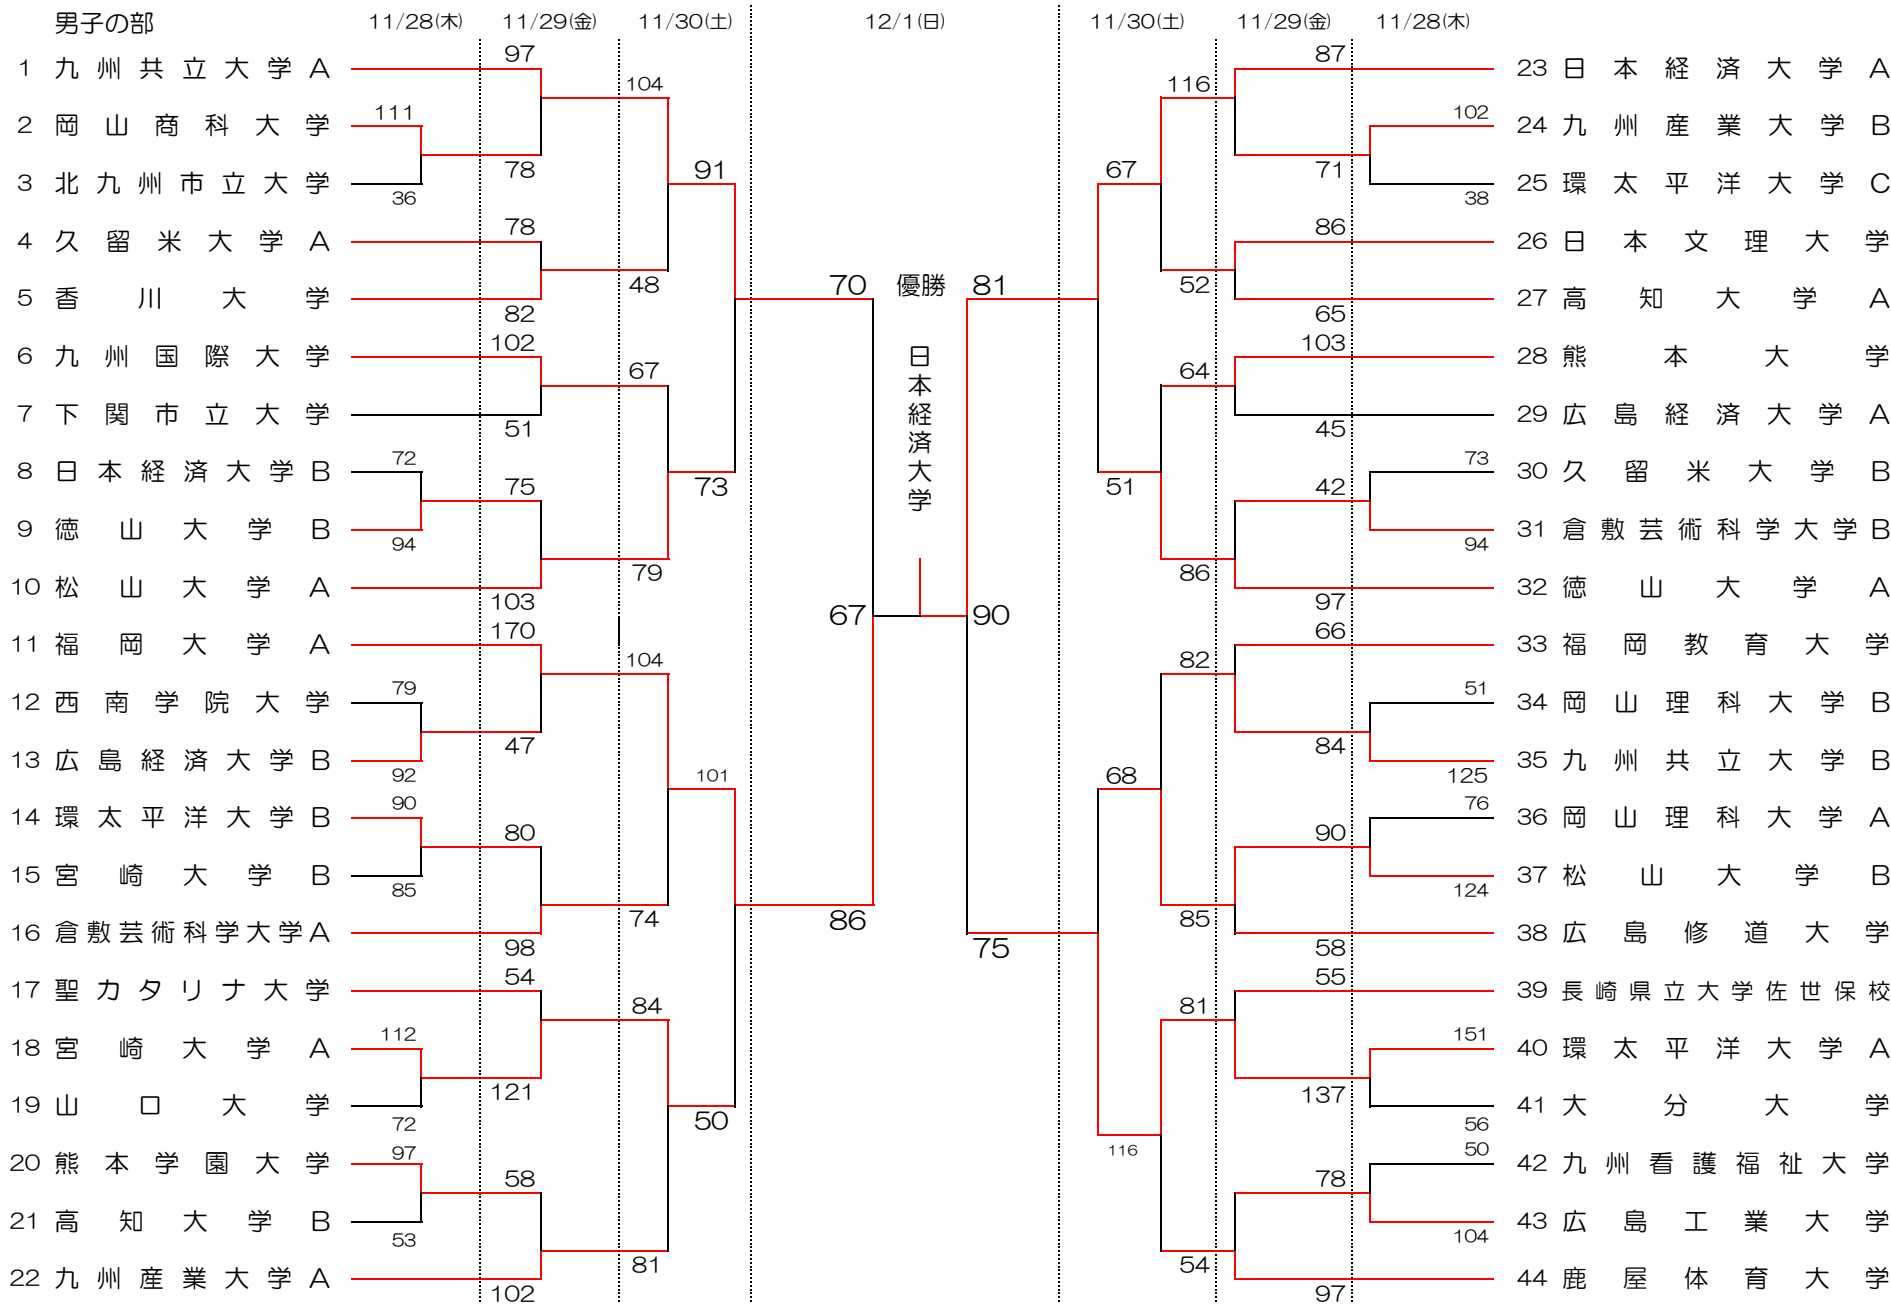 男子の部 11/28(木) 11/29(金) 11/30(土) 12/1(日) 11/30(土) 11/29(金) 11/28(木)
1 九州共立大学A
2 岡山商科大学
3 北九州市立大学
4 久留米大学A
5 香川大学
6 九州国際大学
7 下関市立大学
8 日本経済大学B
9 徳山大学B
10 松山大学A
11 福岡大学A
12 西南学院大学
13 広島経済大学B
14 環太平洋大学B
15 宮崎大学B
16 倉敷芸術科学大学A
17 聖カタリナ大学
18 宮崎大学A
19 山口大学
20 熊本学園大学
21 高知大学B
22 九州産業大学A
111
36
72
94
79
92
90
85
112
72
97
53
97
78
78
82
102
51
75
103
170
47
80
98
54
121
58
102
104
48
67
79
104
74
84
81
91
73
101
50
70
86
67
優勝
日本経済大学
81
75
90
67
51
68
116
116
52
64
86
82
85
81
54
87
71
86
65
103
45
42
97
66
84
90
58
55
137
78
97
102
38
73
94
51
125
76
124
151
56
50
104
23 日本経済大学A
24 九州産業大学B
25 環太平洋大学C
26 日本文理大学
27 高知大学A
28 熊本大学
29 広島経済大学A
30 久留米大学B
31 倉敷芸術科学大学B
32 徳山大学A
33 福岡教育大学
34 岡山理科大学B
35 九州共立大学B
36 岡山理科大学A
37 松山大学B
38 広島修道大学
39 長崎県立大学佐世保校
40 環太平洋大学A
41 大分大学
42 九州看護福祉大学
43 広島工業大学
44 鹿屋体育大学